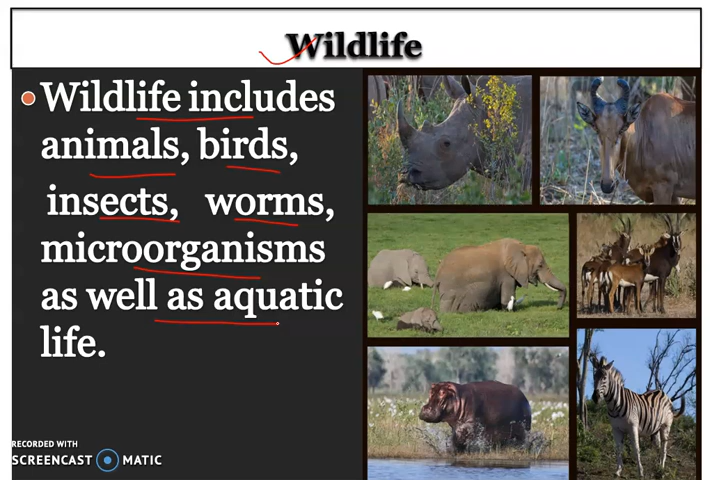 Wildlife
Wildlife includes
animals, birds,
insects, worms,
microorganisms
as well as aquatic
life.
RECORDED WITH
SCREENCAST MATIC